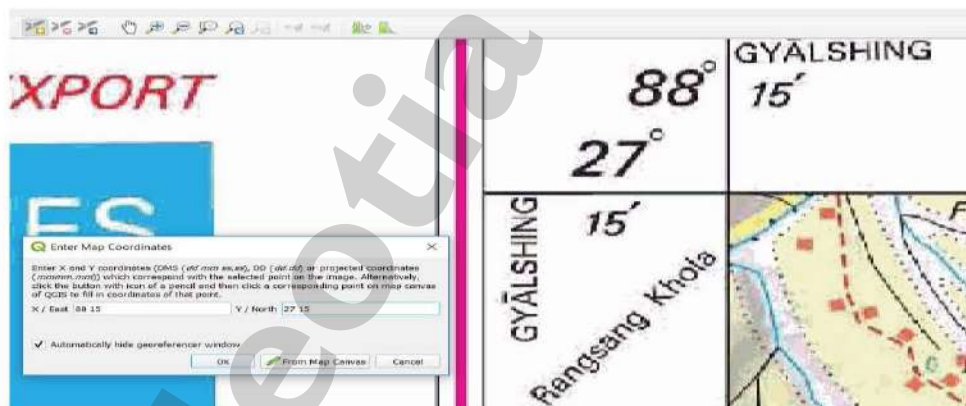 XPORT
ES
88°
GYĀLSHING
15′
27°
15′
GYĀLSHING
Rangsang Khola
F
Enter Map Coordinates
Enter X and Y coordinates (DMS (dd mm ss.ss), DD (dd.dd) or projected coordinates
(mmmm.mm)) which correspond with the selected point on the image. Alternatively,
click the button with icon of a pencil and then click a corresponding point on map canvas
of QGIS to fill in coordinates of that point.
X / East 88 15 Y / North 27 15
Automatically hide georeferencer window
OK From Map Canvas Cancel